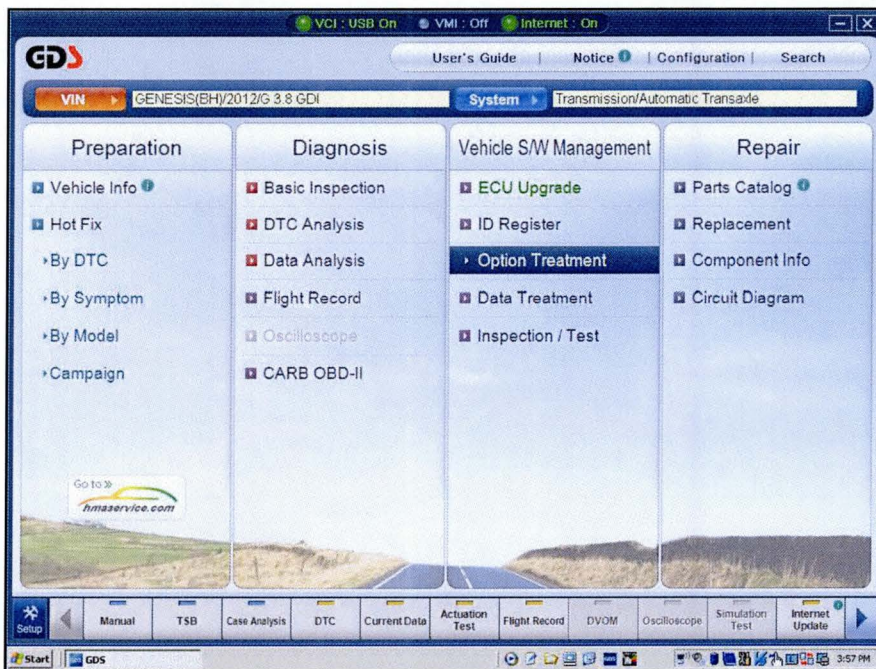 VCI : USB On VMI : Off Internet : On
GDS
User's Guide | Notice | Configuration | Search
VIN GENESIS(BH)/2012/G 3.8 GDI System Transmission/Automatic Transaxle
Preparation
Vehicle Info
Hot Fix
By DTC
By Symptom
By Model
Campaign
Go to
hmaservice.com
Diagnosis
Basic Inspection
DTC Analysis
Data Analysis
Flight Record
Oscilloscope
CARB OBD-II
Vehicle S/W Management
ECU Upgrade
ID Register
Option Treatment
Data Treatment
Inspection / Test
Repair
Parts Catalog
Replacement
Component Info
Circuit Diagram
Setup
Manual
TSB
Case Analysis
DTC
Current Data
Actuation
Test
Flight Record
DVOM
Oscilloscope
Simulation
Test
Internet
Update
Start GDS 3:57 PM